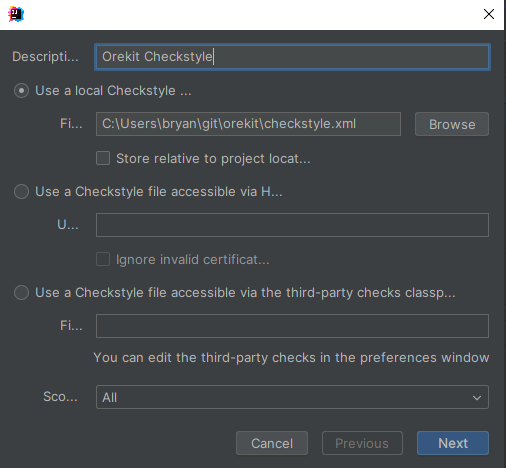 Descripti... Orekit Checkstyle
Use a local Checkstyle ...
Fi... C:\Users\bryan\git\orekit\checkstyle.xml Browse
Store relative to project locat...
Use a Checkstyle file accessible via H...
U...
Ignore invalid certificat...
Use a Checkstyle file accessible via the third-party checks classp...
Fi...
You can edit the third-party checks in the preferences window
Sco... All
Cancel Previous Next